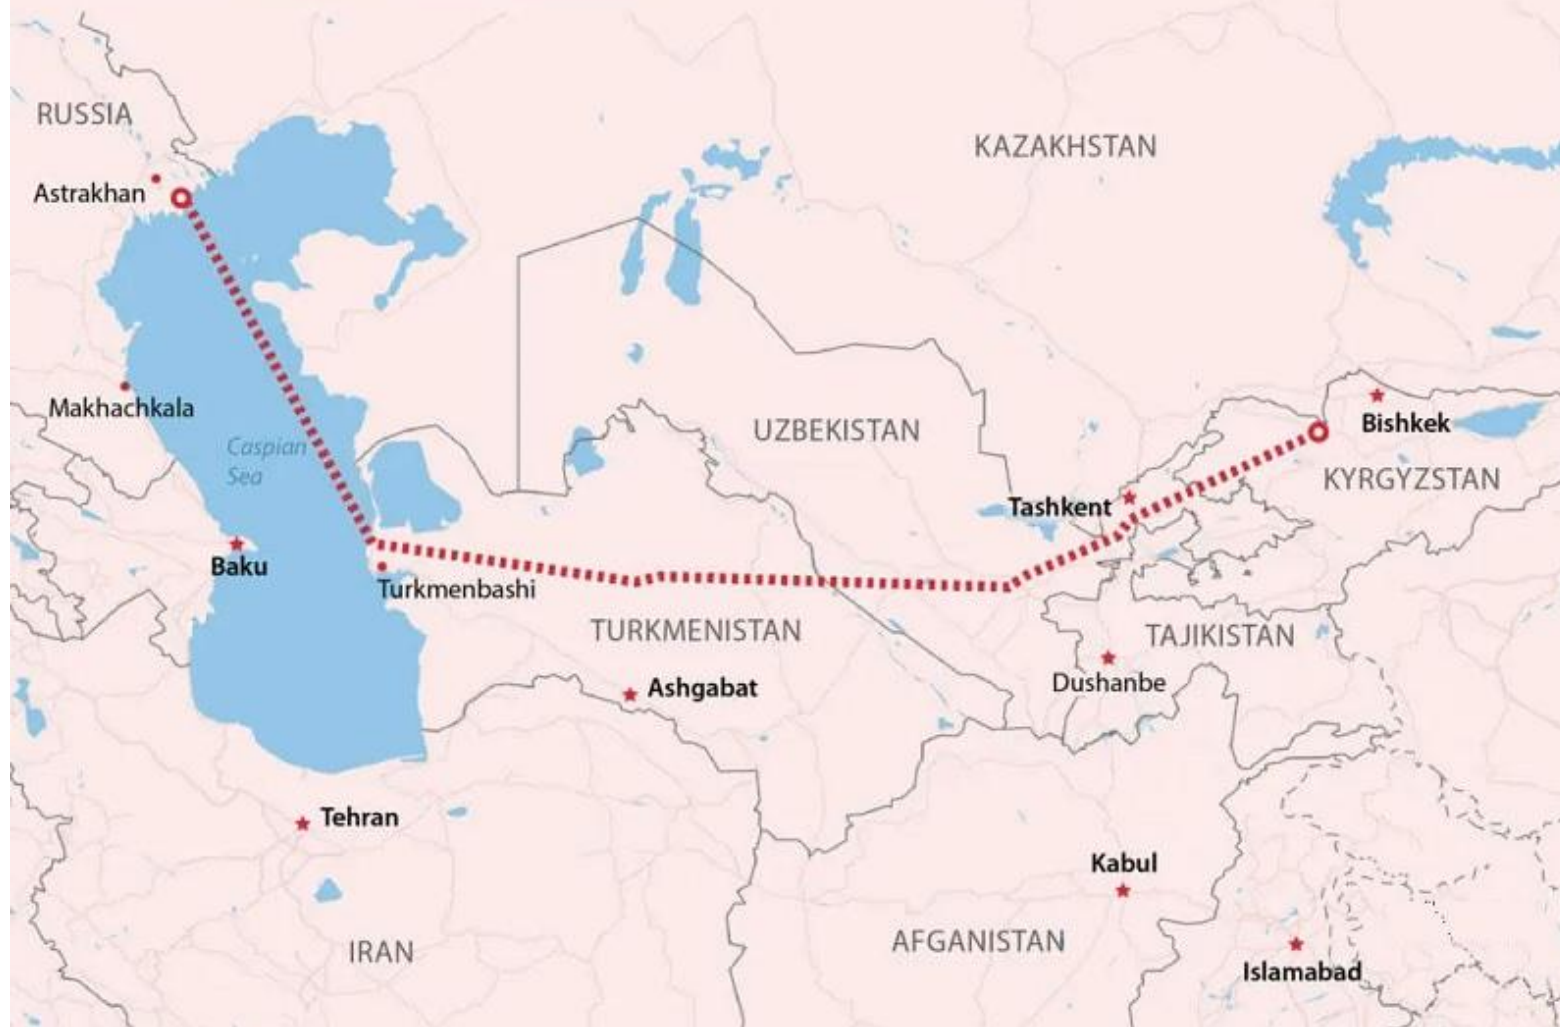 RUSSIA
KAZAKHSTAN
Astrakhan
Makhachkala
Caspian
Sea
UZBEKISTAN
Bishkek
KYRGYZSTAN
Tashkent
Baku
Turkmenbashi
TURKMENISTAN
TAJIKISTAN
Ashgabat
Dushanbe
Tehran
Kabul
IRAN
AFGANISTAN
Islamabad